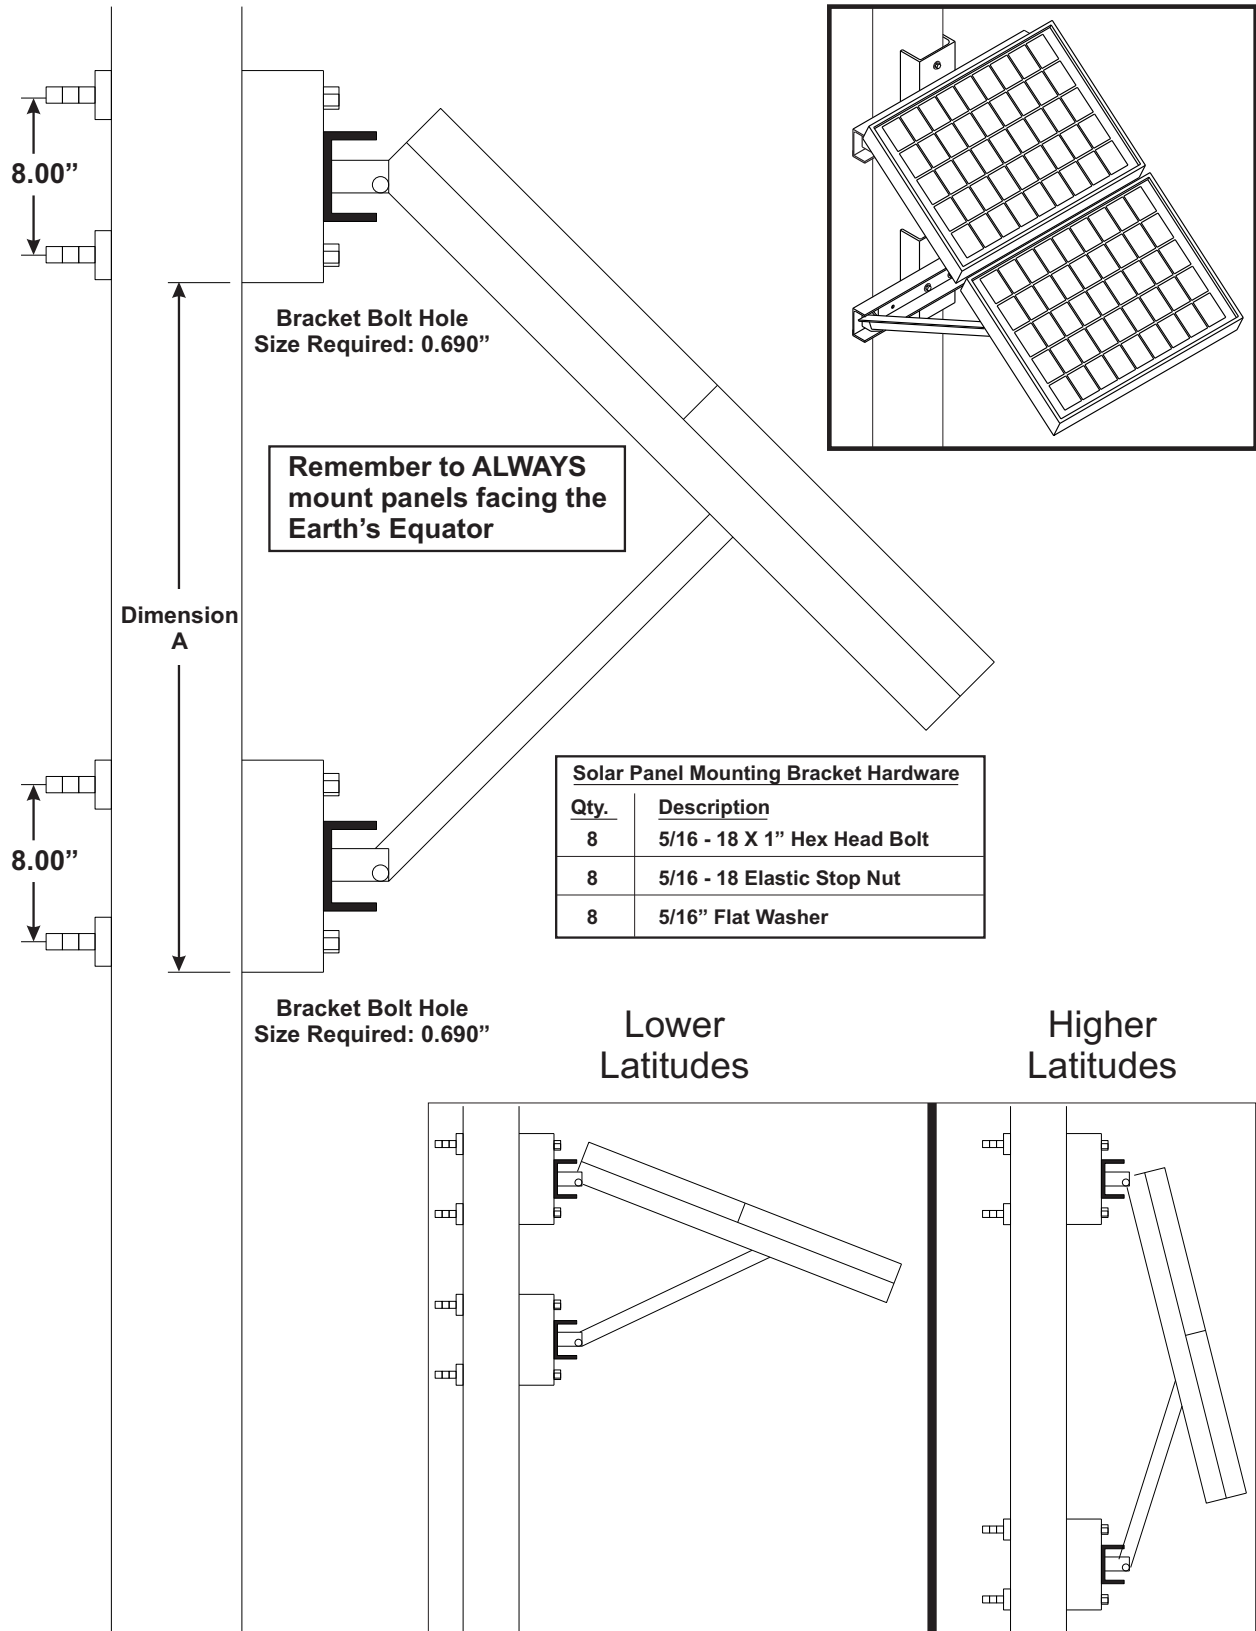 8.00”
Bracket Bolt Hole
Size Required: 0.690”
Remember to ALWAYS
mount panels facing the
Earth’s Equator
Dimension
A
Solar Panel Mounting Bracket Hardware
Qty. Description
8 5/16 - 18 X 1” Hex Head Bolt
8 5/16 - 18 Elastic Stop Nut
8 5/16” Flat Washer
8.00”
Bracket Bolt Hole
Size Required: 0.690”
Lower
Latitudes
Higher
Latitudes